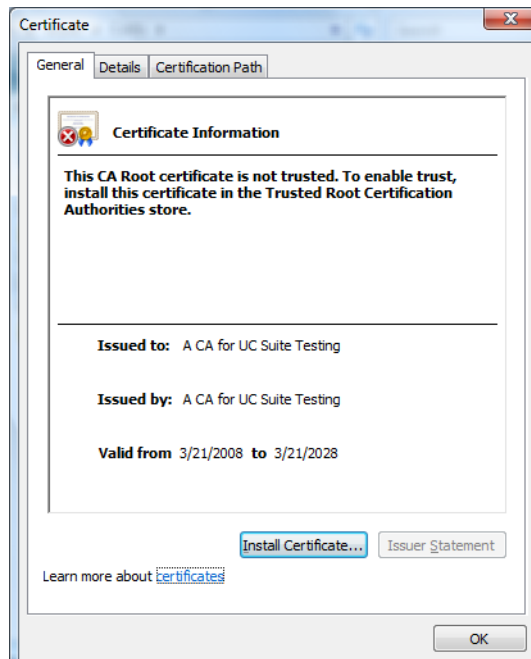 Certificate
General Details Certification Path
Certificate Information
This CA Root certificate is not trusted. To enable trust,
install this certificate in the Trusted Root Certification
Authorities store.
Issued to: A CA for UC Suite Testing
Issued by: A CA for UC Suite Testing
Valid from 3/21/2008 to 3/21/2028
Install Certificate... Issuer Statement
Learn more about certificates
OK